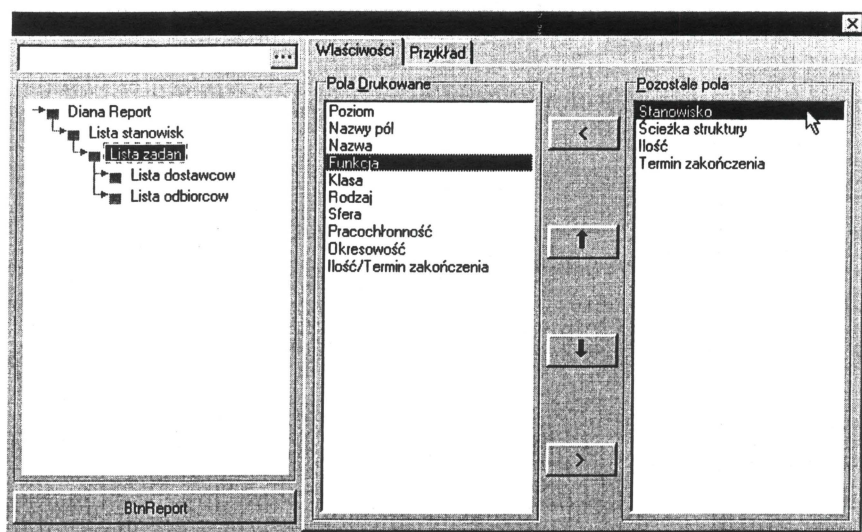 ...
Diana Report
Lista stanowisk
Lista zadan
Lista dostawcow
Lista odbiorcow
BtnReport
Właściwości
Przykład
Pola Drukowane
Poziom
Nazwy pól
Nazwa
Funkcja
Klasa
Rodzaj
Sfera
Pracochłonność
Okresowość
Ilość/Termin zakończenia
<
>
Pozostałe pola
Stanowisko
Ścieżka struktury
Ilość
Termin zakończenia